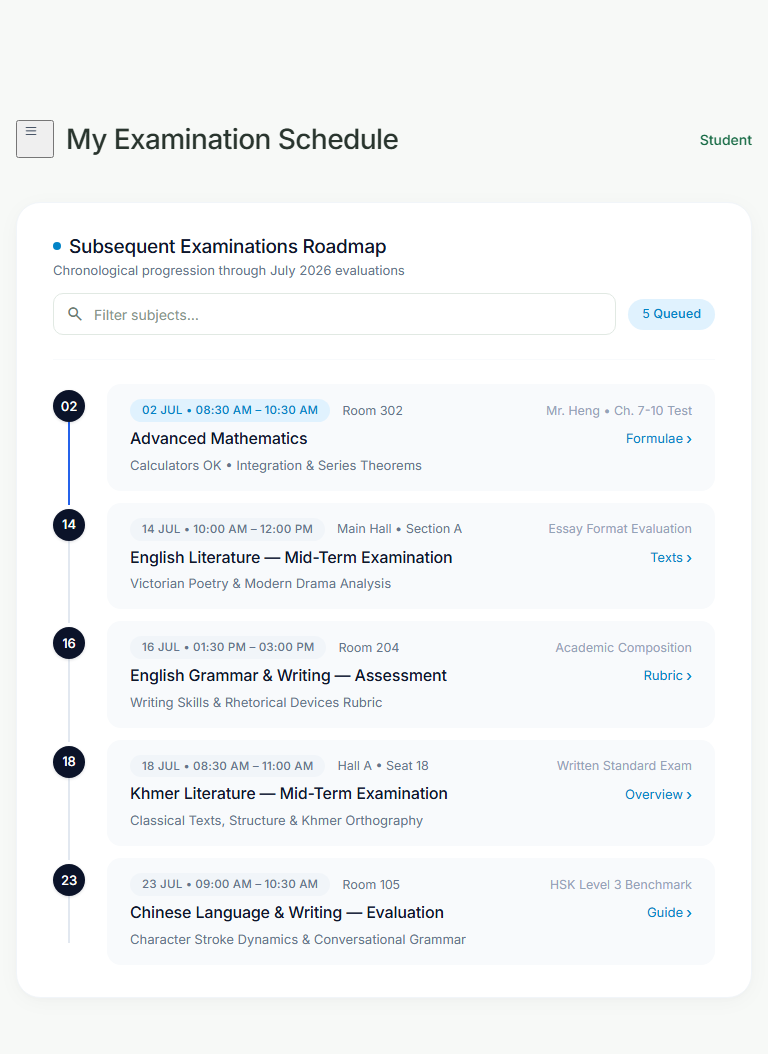 My Examination Schedule
Student
Subsequent Examinations Roadmap
Chronological progression through July 2026 evaluations
Filter subjects...
5 Queued
02
02 JUL • 08:30 AM – 10:30 AM
Room 302
Mr. Heng • Ch. 7-10 Test
Advanced Mathematics
Formulae ›
Calculators OK • Integration & Series Theorems
14
14 JUL • 10:00 AM – 12:00 PM
Main Hall • Section A
Essay Format Evaluation
English Literature — Mid-Term Examination
Texts ›
Victorian Poetry & Modern Drama Analysis
16
16 JUL • 01:30 PM – 03:00 PM
Room 204
Academic Composition
English Grammar & Writing — Assessment
Rubric ›
Writing Skills & Rhetorical Devices Rubric
18
18 JUL • 08:30 AM – 11:00 AM
Hall A • Seat 18
Written Standard Exam
Khmer Literature — Mid-Term Examination
Overview ›
Classical Texts, Structure & Khmer Orthography
23
23 JUL • 09:00 AM – 10:30 AM
Room 105
HSK Level 3 Benchmark
Chinese Language & Writing — Evaluation
Guide ›
Character Stroke Dynamics & Conversational Grammar